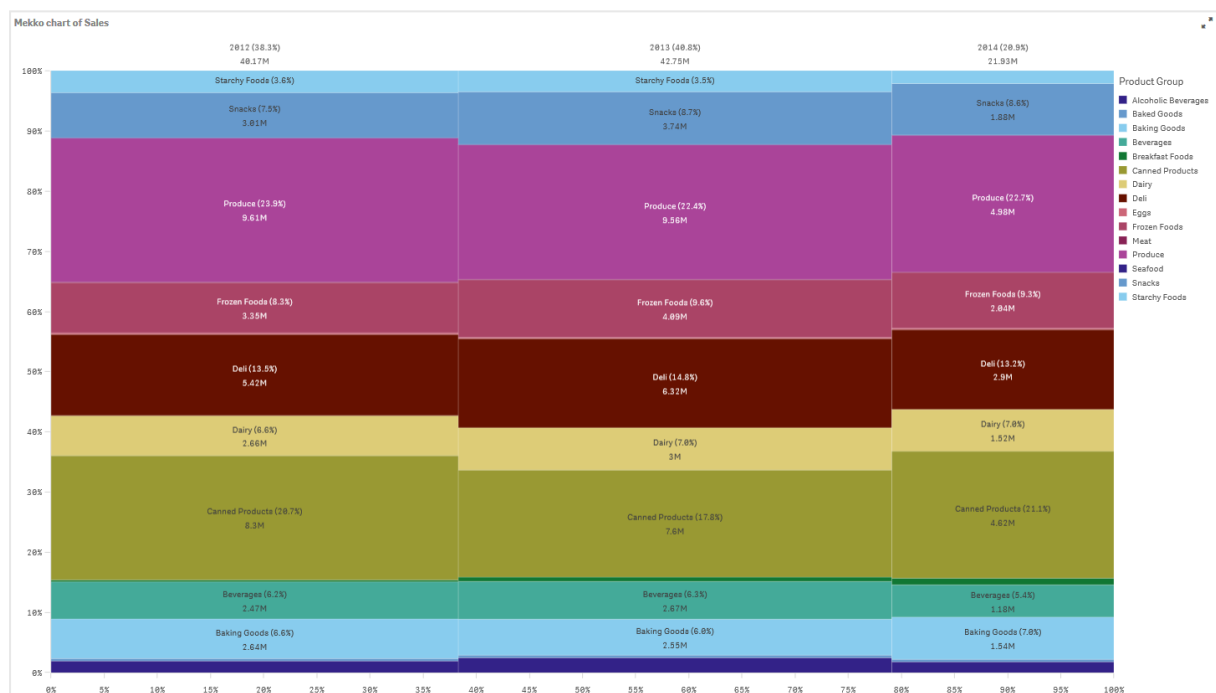 Mekko chart of Sales
2012 (38.3%)
40.17M
2013 (40.8%)
42.75M
2014 (20.9%)
21.93M
100%
90%
80%
70%
60%
50%
40%
30%
20%
10%
0%
Starchy Foods (3.6%)
Snacks (7.5%)
3.01M
Produce (23.9%)
9.61M
Frozen Foods (8.3%)
3.35M
Deli (13.5%)
5.42M
Dairy (6.6%)
2.66M
Canned Products (20.7%)
8.3M
Beverages (6.2%)
2.47M
Baking Goods (6.6%)
2.64M
Starchy Foods (3.5%)
Snacks (8.7%)
3.74M
Produce (22.4%)
9.56M
Frozen Foods (9.6%)
4.09M
Deli (14.8%)
6.32M
Dairy (7.0%)
3M
Canned Products (17.8%)
7.6M
Beverages (6.3%)
2.67M
Baking Goods (6.0%)
2.55M
Snacks (8.6%)
1.88M
Produce (22.7%)
4.98M
Frozen Foods (9.3%)
2.04M
Deli (13.2%)
2.9M
Dairy (7.0%)
1.52M
Canned Products (21.1%)
4.62M
Beverages (5.4%)
1.18M
Baking Goods (7.0%)
1.54M
0%
5%
10%
15%
20%
25%
30%
35%
40%
45%
50%
55%
60%
65%
70%
75%
80%
85%
90%
95%
100%
Product Group
Alcoholic Beverages
Baked Goods
Baking Goods
Beverages
Breakfast Foods
Canned Products
Dairy
Deli
Eggs
Frozen Foods
Meat
Produce
Seafood
Snacks
Starchy Foods